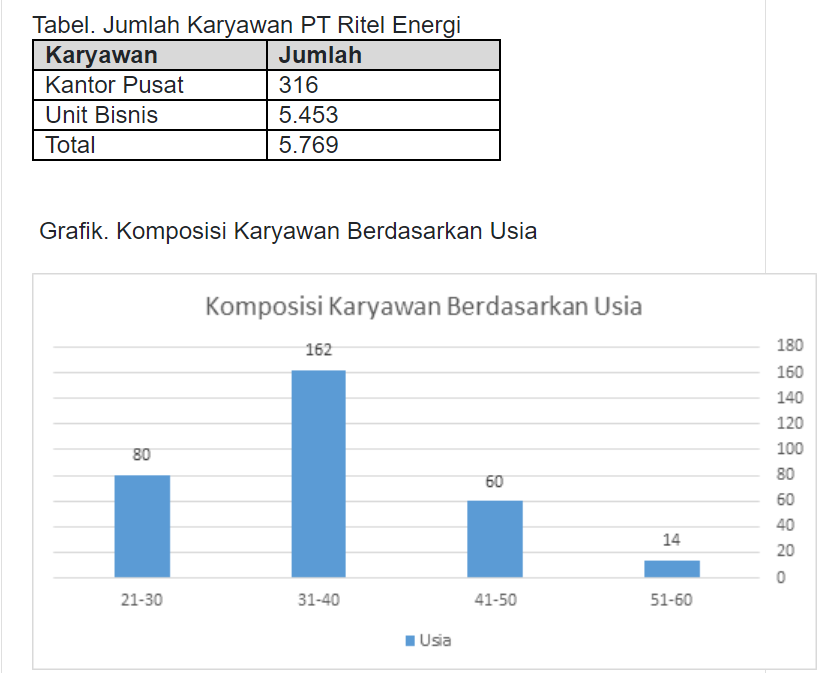 Tabel. Jumlah Karyawan PT Ritel Energi
Karyawan Jumlah
Kantor Pusat 316
Unit Bisnis 5.453
Total 5.769
Grafik. Komposisi Karyawan Berdasarkan Usia
Komposisi Karyawan Berdasarkan Usia
180
162
160
140
120
100
80
80
60
60
40
14
20
0
21-30 31-40 41-50 51-60
Usia